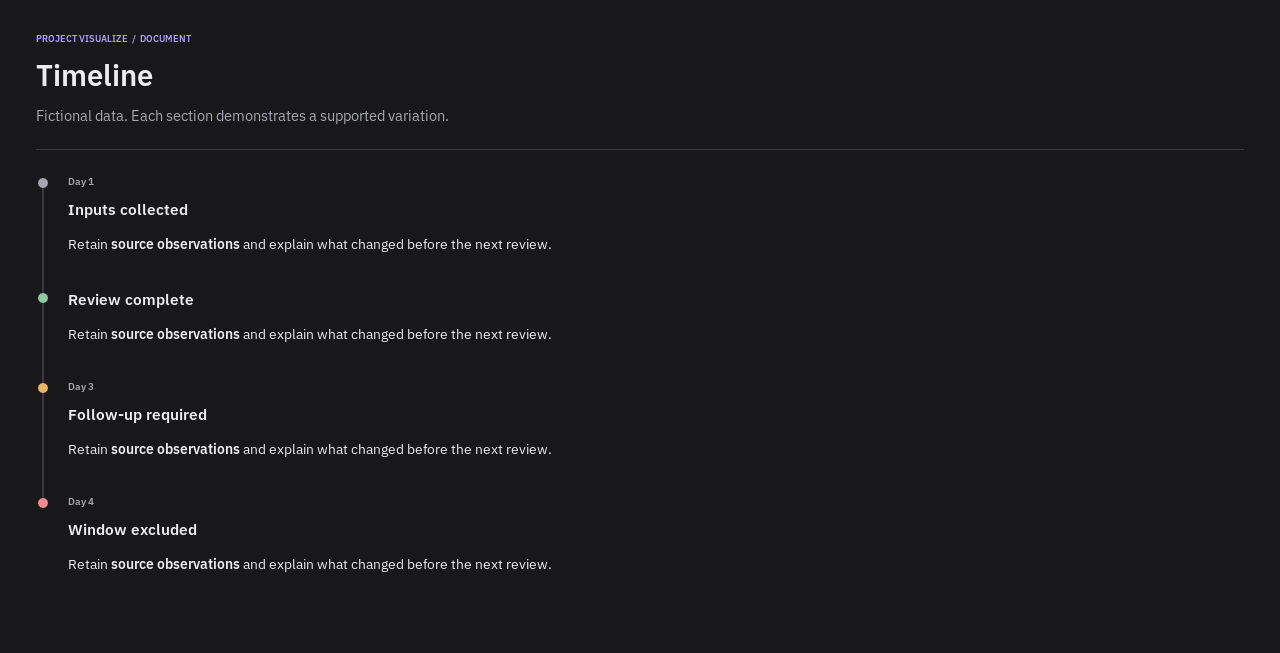 PROJECT VISUALIZE / DOCUMENT
Timeline
Fictional data. Each section demonstrates a supported variation.
Day 1
Inputs collected
Retain source observations and explain what changed before the next review.
Review complete
Retain source observations and explain what changed before the next review.
Day 3
Follow-up required
Retain source observations and explain what changed before the next review.
Day 4
Window excluded
Retain source observations and explain what changed before the next review.